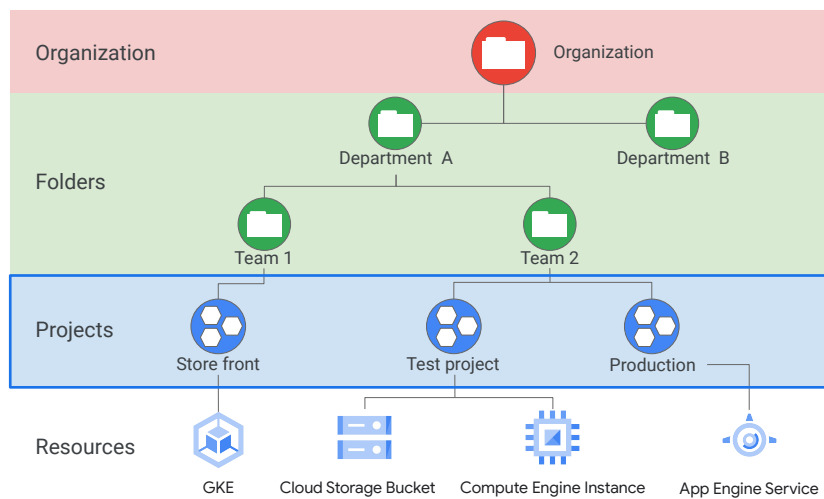 Organization
Organization
Department A
Department B
Folders
Team 1
Team 2
Projects
Store front
Test project
Production
Resources
GKE
Cloud Storage Bucket
Compute Engine Instance
App Engine Service